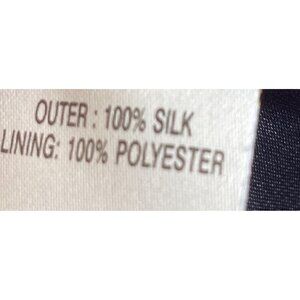 OUTER : 100% SILK
LINING: 100% POLYESTER